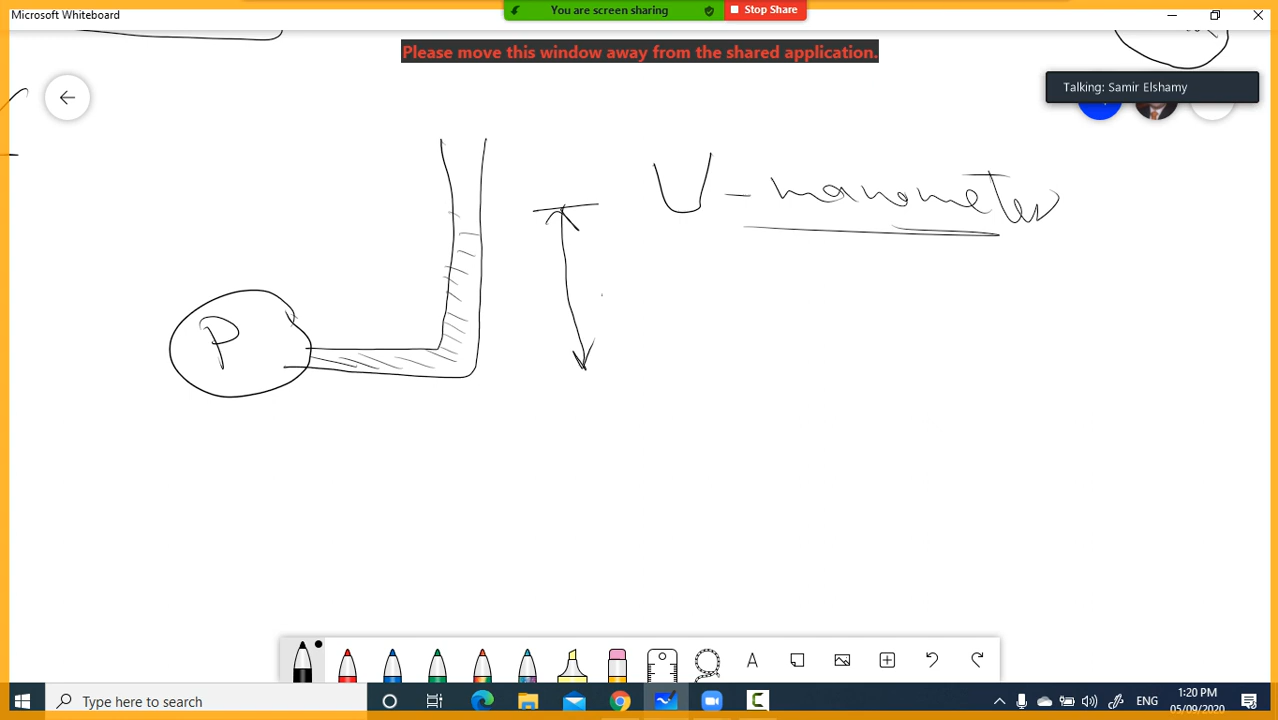 Microsoft Whiteboard
You are screen sharing
Stop Share
Please move this window away from the shared application.
Talking: Samir Elshamy
U - manometer
P
Type here to search
ENG
1:20 PM
05/09/2020